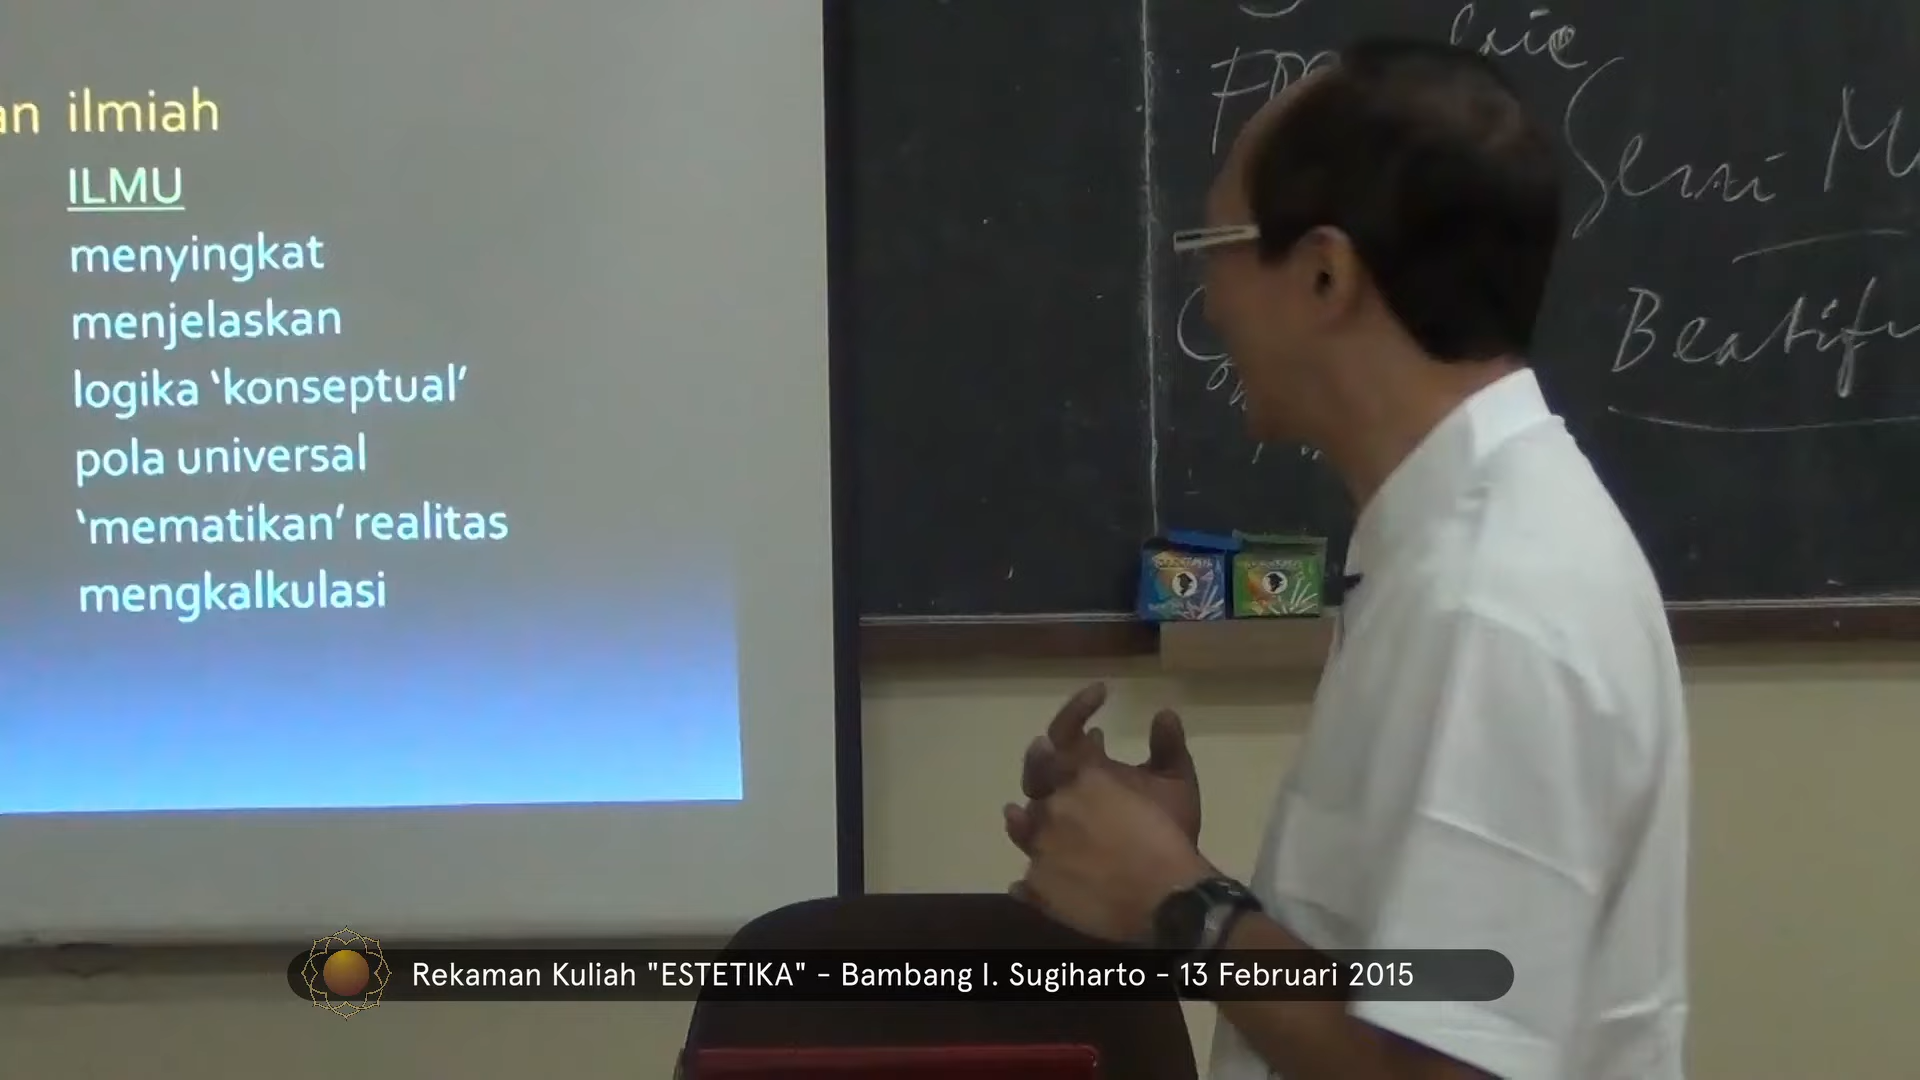 ilmiah
ILMU
menyingkat
menjelaskan
logika ‘konseptual’
pola universal
‘mematikan’ realitas
mengkalkulasi
Rekaman Kuliah "ESTETIKA" - Bambang I. Sugiharto - 13 Februari 2015